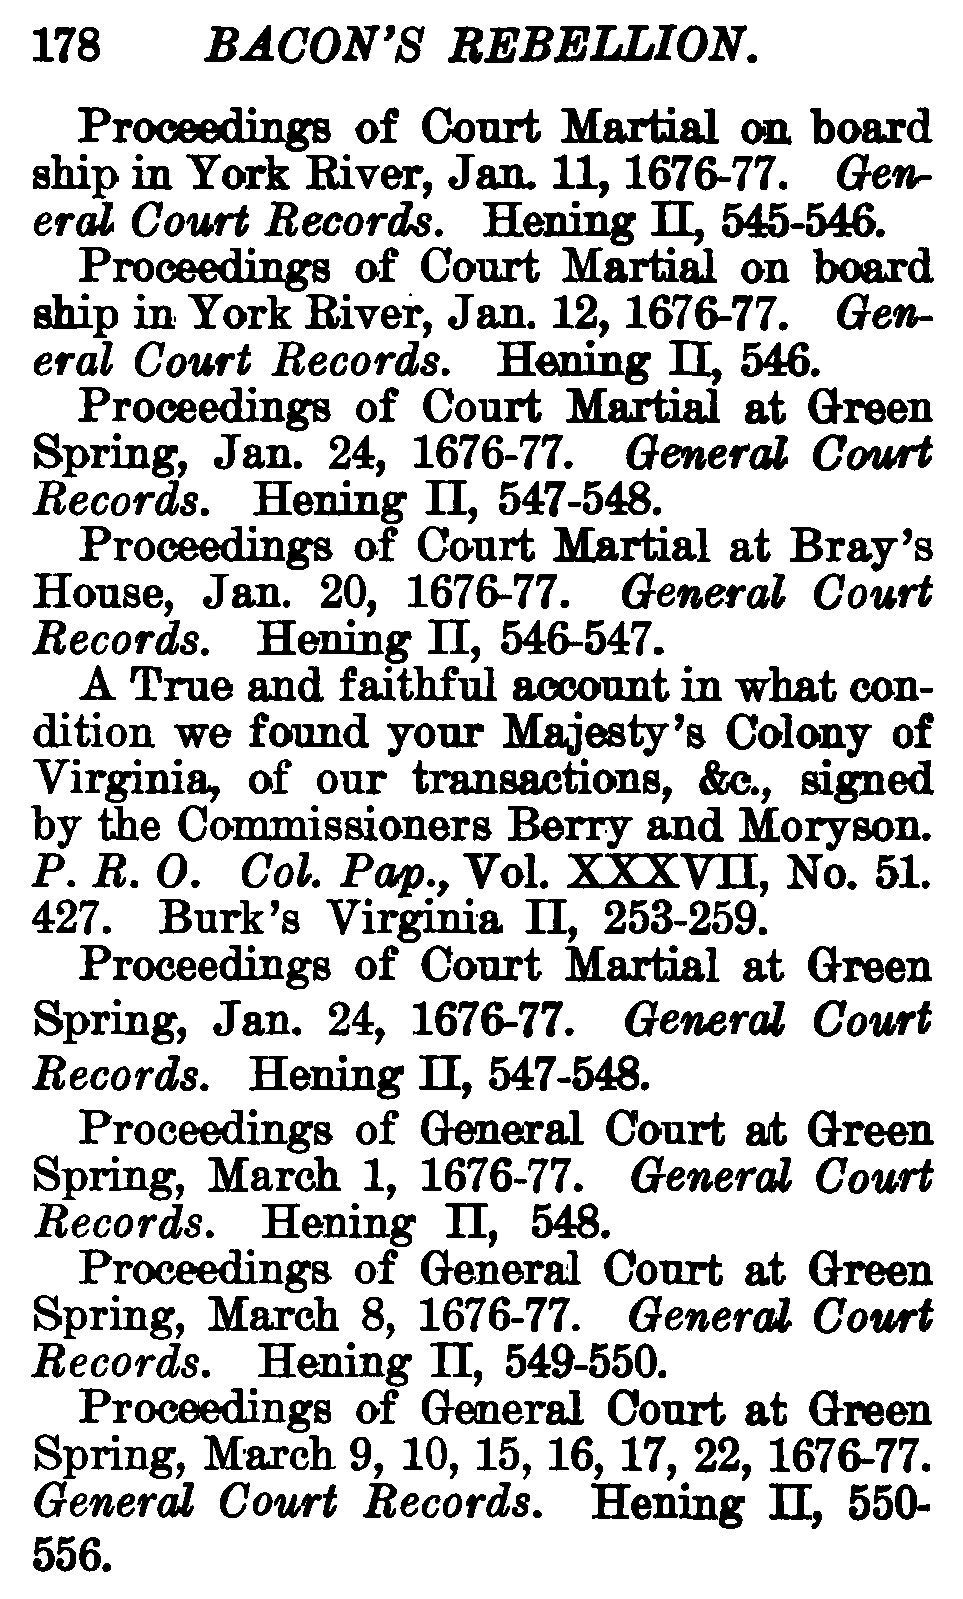 178 BACON'S REBELLION.
Proceedings of Court Martial on board
ship in York River, Jan. 11, 1676-77. Gen-
eral Court Records. Hening II, 545-546.
Proceedings of Court Martial on board
ship in York River, Jan. 12, 1676-77. Gen-
eral Court Records. Hening II, 546.
Proceedings of Court Martial at Green
Spring, Jan. 24, 1676-77. General Court
Records. Hening II, 547-548.
Proceedings of Court Martial at Bray's
House, Jan. 20, 1676-77. General Court
Records. Hening II, 546-547.
A True and faithful account in what con-
dition we found your Majesty's Colony of
Virginia, of our transactions, &c., signed
by the Commissioners Berry and Moryson.
P. R. O. Col. Pap., Vol. XXXVII, No. 51.
427. Burk's Virginia II, 253-259.
Proceedings of Court Martial at Green
Spring, Jan. 24, 1676-77. General Court
Records. Hening II, 547-548.
Proceedings of General Court at Green
Spring, March 1, 1676-77. General Court
Records. Hening II, 548.
Proceedings of General Court at Green
Spring, March 8, 1676-77. General Court
Records. Hening II, 549-550.
Proceedings of General Court at Green
Spring, March 9, 10, 15, 16, 17, 22, 1676-77.
General Court Records. Hening II, 550-
556.